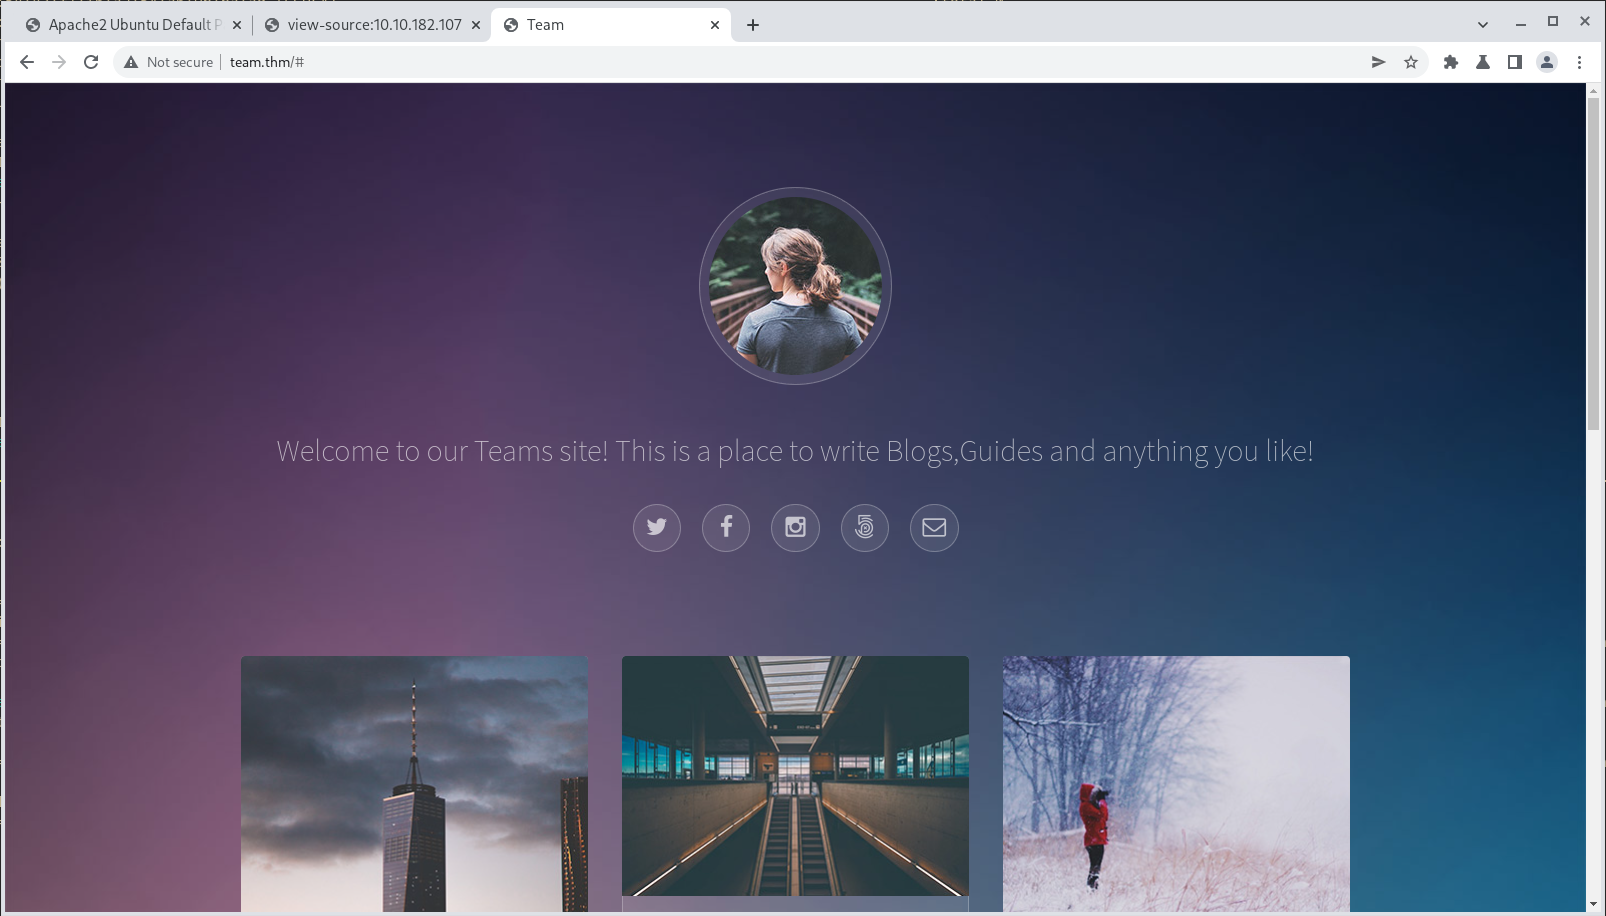 Apache2 Ubuntu Default P
view-source:10.10.182.107
Team
Not secure
team.thm/#
Welcome to our Teams site! This is a place to write Blogs,Guides and anything you like!